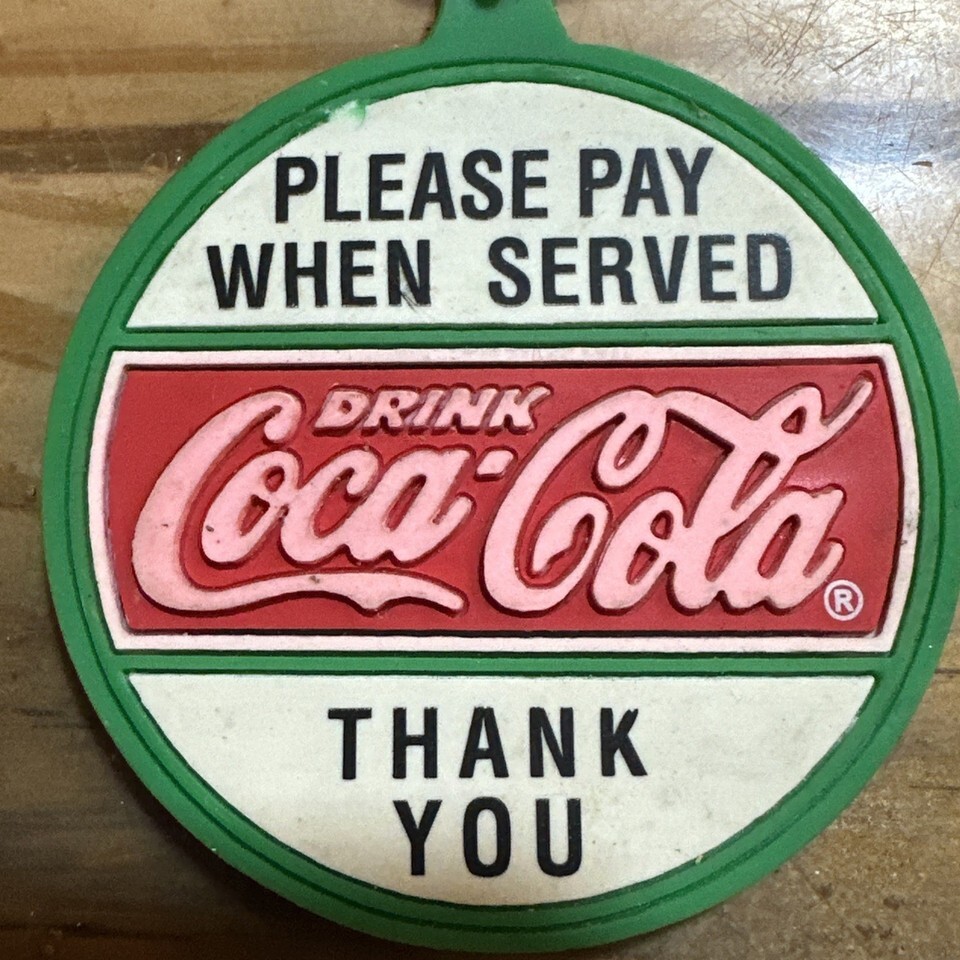 PLEASE PAY
WHEN SERVED
DRINK
Coca-Cola ®
THANK
YOU